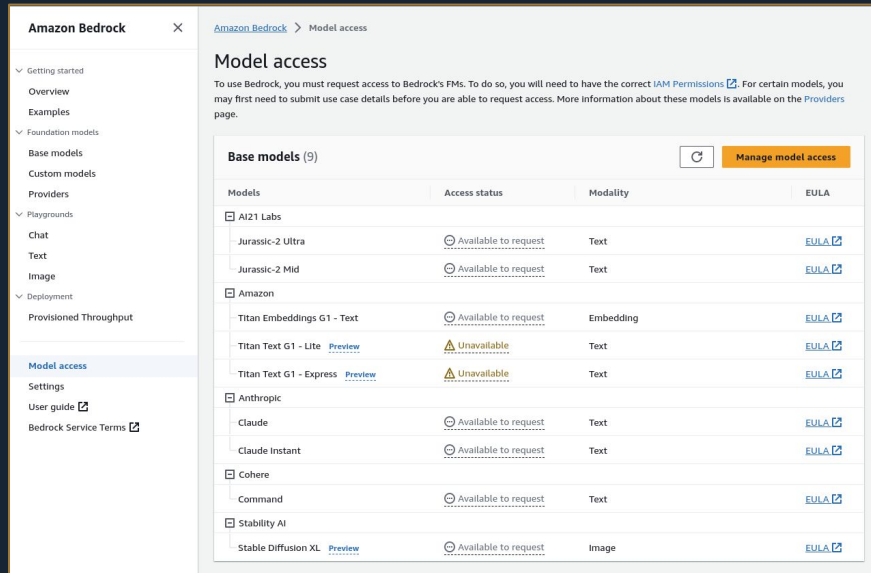 Amazon Bedrock
Getting started
Overview
Examples
Foundation models
Base models
Custom models
Providers
Playgrounds
Chat
Text
Image
Deployment
Provisioned Throughput
Model access
Settings
User guide
Bedrock Service Terms
Amazon Bedrock > Model access
Model access
To use Bedrock, you must request access to Bedrock's FMs. To do so, you will need to have the correct IAM Permissions. For certain models, you
may first need to submit use case details before you are able to request access. More information about these models is available on the Providers
page.
Base models (9) Manage model access
Models Access status Modality EULA
AI21 Labs
Jurassic-2 Ultra Available to request Text EULA
Jurassic-2 Mid Available to request Text EULA
Amazon
Titan Embeddings G1 - Text Available to request Embedding EULA
Titan Text G1 - Lite Preview Unavailable Text EULA
Titan Text G1 - Express Preview Unavailable Text EULA
Anthropic
Claude Available to request Text EULA
Claude Instant Available to request Text EULA
Cohere
Command Available to request Text EULA
Stability AI
Stable Diffusion XL Preview Available to request Image EULA